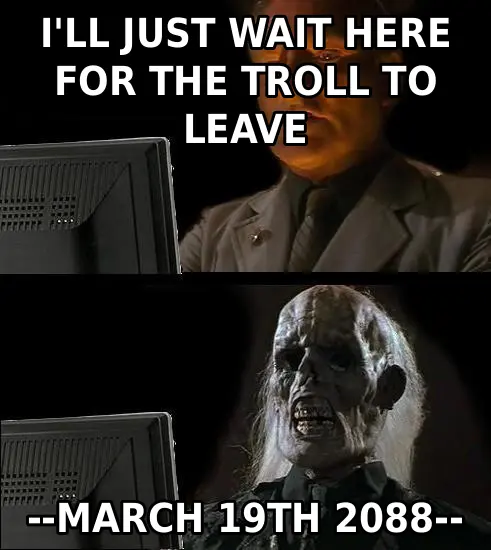 I'LL JUST WAIT HERE
FOR THE TROLL TO
LEAVE
--MARCH 19TH 2088--